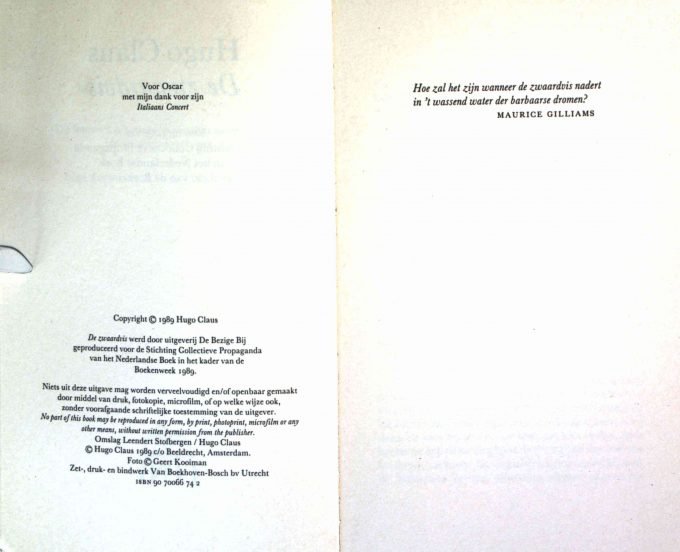 Voor Oscar
met mijn dank voor zijn
Italiaans Concert
Copyright © 1989 Hugo Claus
De zwaardvis werd door uitgeverij De Bezige Bij
geproduceerd voor de Stichting Collectieve Propaganda
van het Nederlandse Boek in het kader van de
Boekenweek 1989.
Niets uit deze uitgave mag worden verveelvoudigd en/of openbaar gemaakt
door middel van druk, fotokopie, microfilm, of op welke wijze ook,
zonder voorafgaande schriftelijke toestemming van de uitgever.
No part of this book may be reproduced in any form, by print, photoprint, microfilm or any
other means, without written permission from the publisher.
Omslag Leendert Stofbergen / Hugo Claus
© Hugo Claus 1989 c/o Beeldrecht, Amsterdam.
Foto © Geert Kooiman
Zet-, druk- en bindwerk Van Boekhoven-Bosch bv Utrecht
ISBN 90 70066 74 2
Hoe zal het zijn wanneer de zwaardvis nadert
in 't wassend water der barbaarse dromen?
MAURICE GILLIAMS